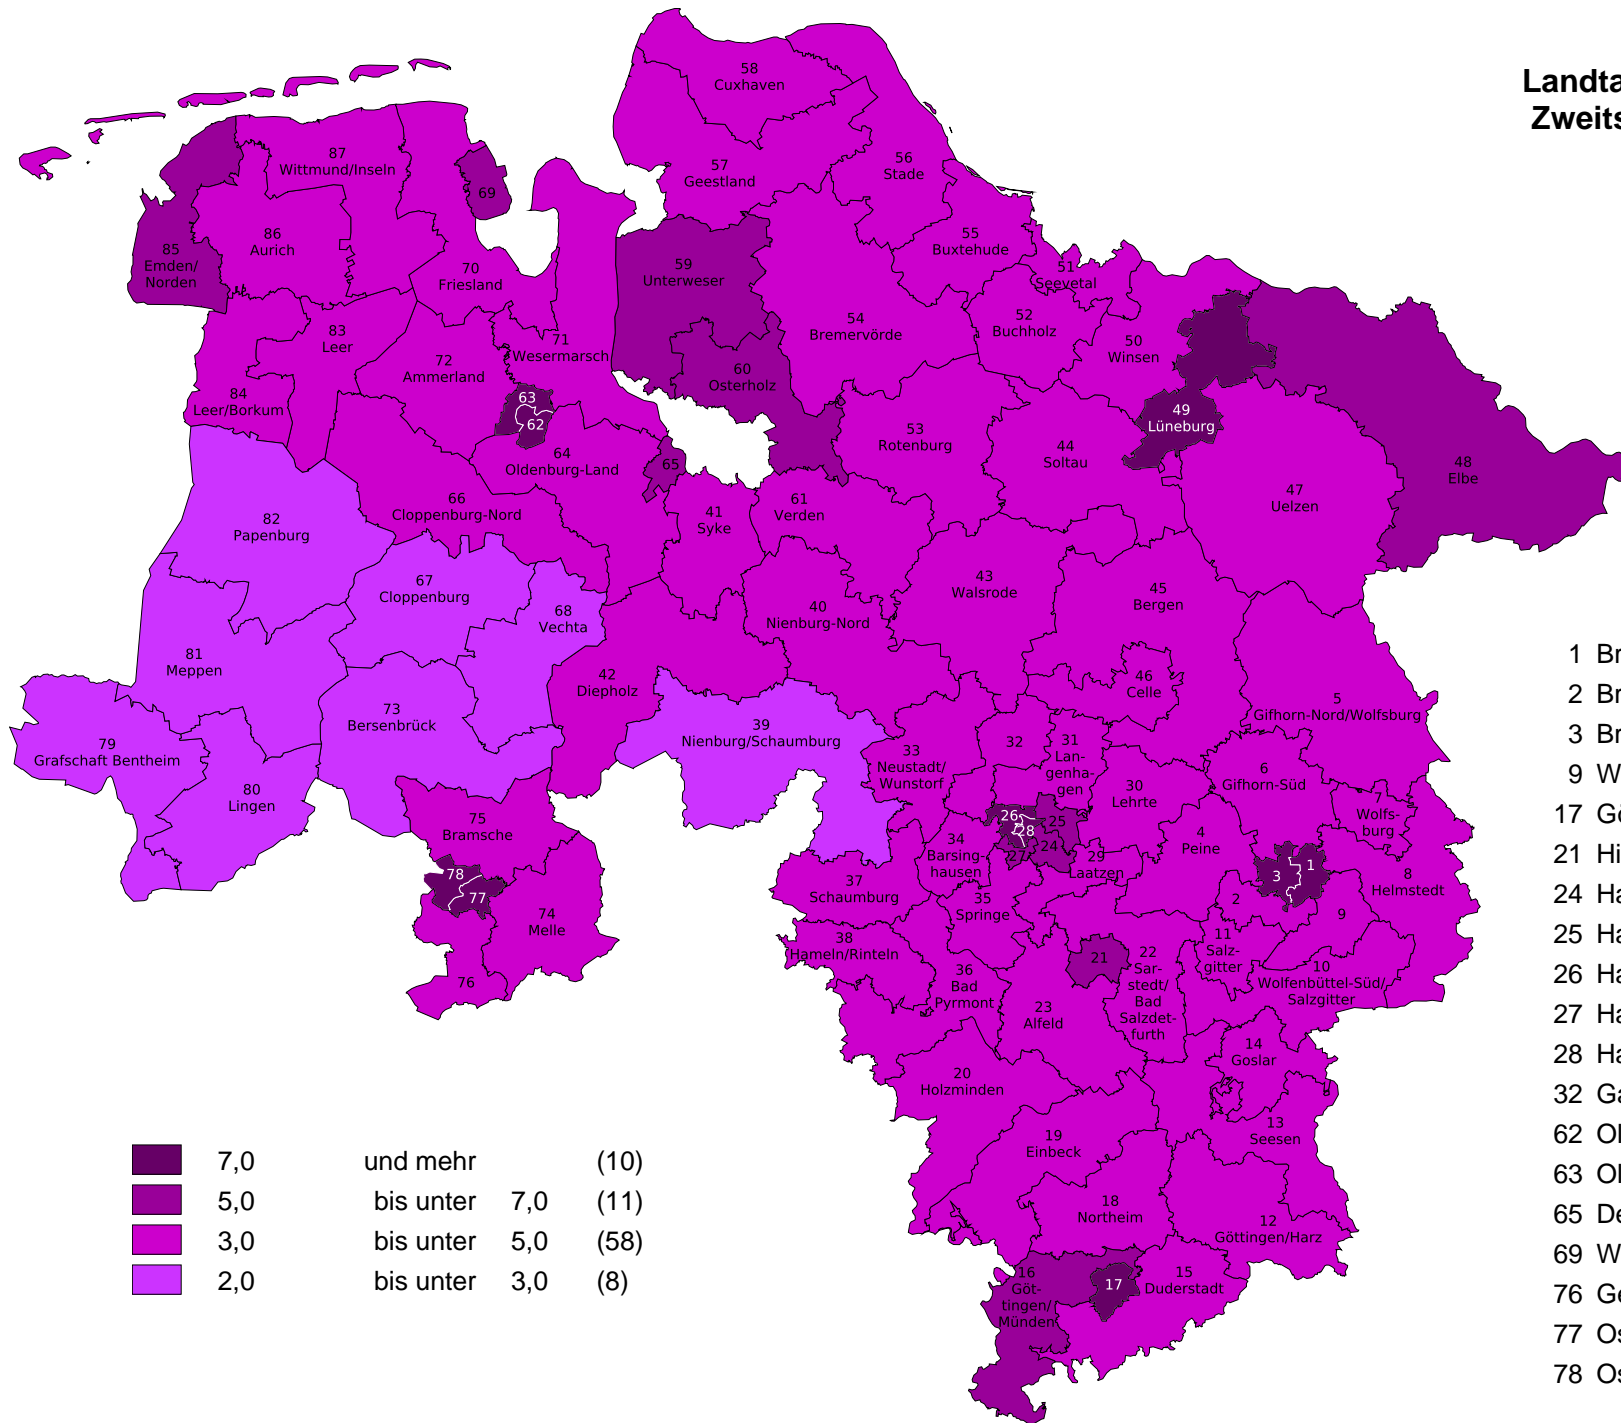 Landta
Zweits
58
Cuxhaven
87
Wittmund/Inseln
57
Geestland
56
Stade
69
86
Aurich
85
Emden/
Norden
70
Friesland
59
Unterweser
55
Buxtehude
51
Seevetal
83
Leer
71
Wesermarsch
54
Bremervörde
52
Buchholz
50
Winsen
72
Ammerland
60
Osterholz
84
Leer/Borkum
63
62
49
Lüneburg
53
Rotenburg
44
Soltau
64
Oldenburg-Land
65
48
Elbe
47
Uelzen
66
Cloppenburg-Nord
61
Verden
41
Syke
82
Papenburg
67
Cloppenburg
68
Vechta
43
Walsrode
45
Bergen
40
Nienburg-Nord
81
Meppen
42
Diepholz
46
Celle
5
Gifhorn-Nord/Wolfsburg
73
Bersenbrück
39
Nienburg/Schaumburg
79
Grafschaft Bentheim
80
Lingen
33
Neustadt/
Wunstorf
32
31
Lan-
genha-
gen
30
Lehrte
6
Gifhorn-Süd
7
Wolfs-
burg
75
Bramsche
26
28
25
24
27
34
Barsing-
hausen
29
Laatzen
4
Peine
3
1
8
Helmstedt
78
77
74
Melle
76
37
Schaumburg
35
Springe
2
9
38
Hameln/Rinteln
36
Bad
Pyrmont
21
22
Sar-
stedt/
Bad
Salzdet-
furth
11
Salz-
gitter
10
Wolfenbüttel-Süd/
Salzgitter
23
Alfeld
14
Goslar
20
Holzminden
13
Seesen
19
Einbeck
18
Northeim
12
Göttingen/Harz
16
Göt-
tingen/
Münden
17
15
Duderstadt
7,0 und mehr (10)
5,0 bis unter 7,0 (11)
3,0 bis unter 5,0 (58)
2,0 bis unter 3,0 (8)
1 Br
2 Br
3 Br
9 W
17 Gö
21 Hi
24 Ha
25 Ha
26 Ha
27 Ha
28 Ha
32 Ga
62 Ol
63 Ol
65 De
69 W
76 Ge
77 Os
78 Os